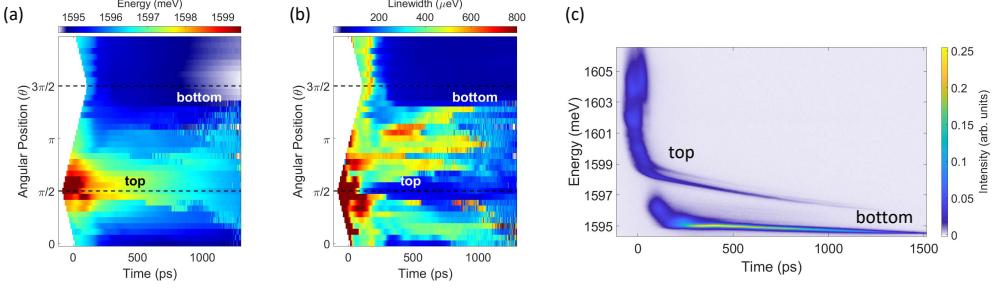 (a)
Energy (meV)
1595 1596 1597 1598 1599
Angular Position (θ)
3π/2
π
π/2
0
bottom
top
0 500 1000
Time (ps)
(b)
Linewidth (μeV)
200 400 600 800
Angular Position (θ)
3π/2
π
π/2
0
bottom
top
0 500 1000
Time (ps)
(c)
Energy (meV)
1605
1603
1601
1599
1597
1595
top
bottom
0 500 1000 1500
Time (ps)
0.25
0.2
0.15
0.1
0.05
0
Intensity (arb. units)